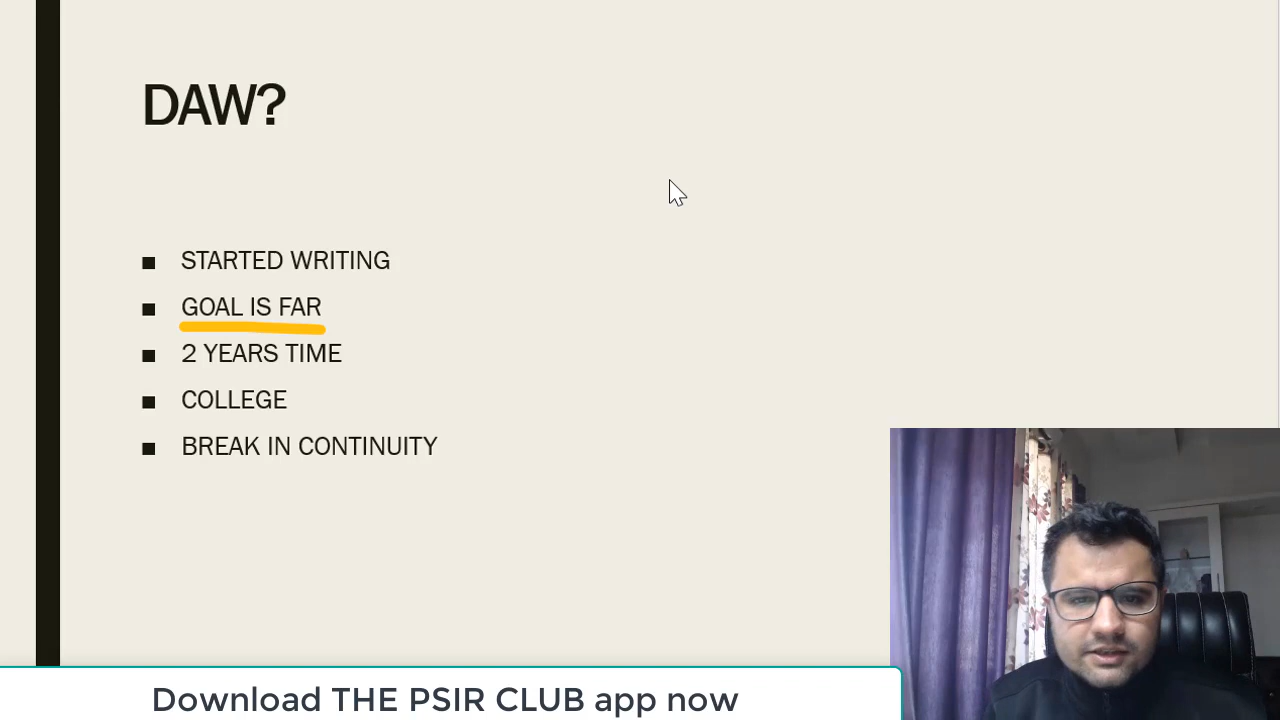 DAW?
STARTED WRITING
GOAL IS FAR
2 YEARS TIME
COLLEGE
BREAK IN CONTINUITY
Download THE PSIR CLUB app now